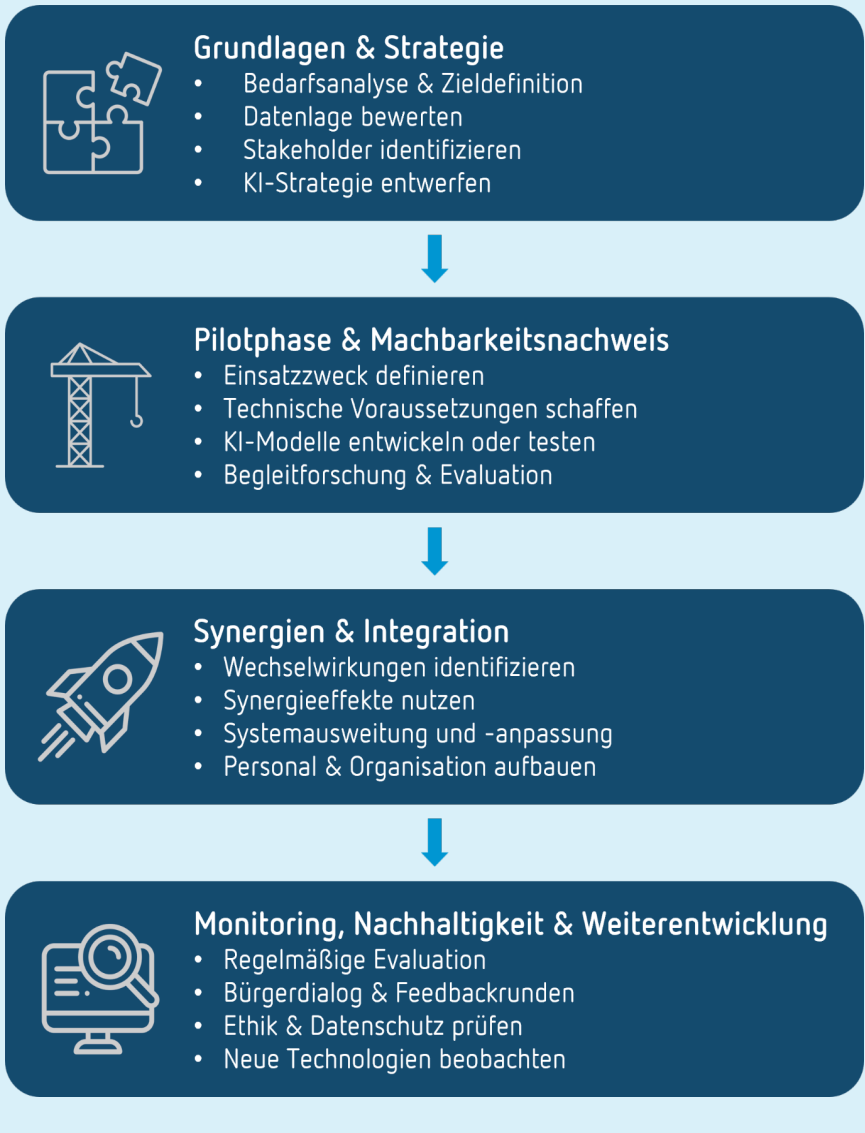 Grundlagen & Strategie
• Bedarfsanalyse & Zieldefinition
• Datenlage bewerten
• Stakeholder identifizieren
• KI-Strategie entwerfen
Pilotphase & Machbarkeitsnachweis
• Einsatzzweck definieren
• Technische Voraussetzungen schaffen
• KI-Modelle entwickeln oder testen
• Begleitforschung & Evaluation
Synergien & Integration
• Wechselwirkungen identifizieren
• Synergieeffekte nutzen
• Systemausweitung und -anpassung
• Personal & Organisation aufbauen
Monitoring, Nachhaltigkeit & Weiterentwicklung
• Regelmäßige Evaluation
• Bürgerdialog & Feedbackrunden
• Ethik & Datenschutz prüfen
• Neue Technologien beobachten